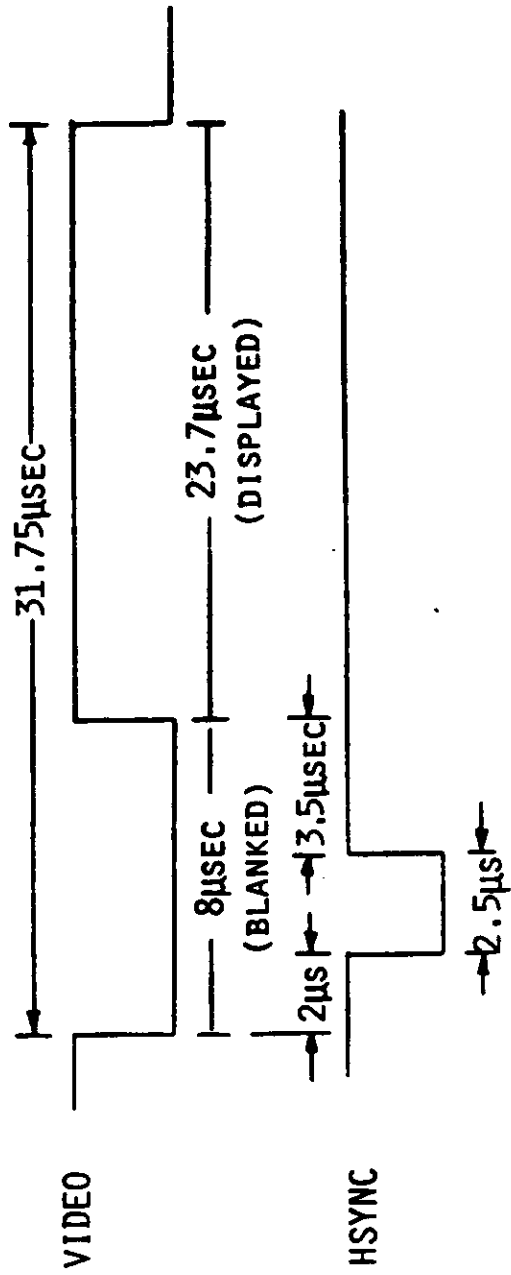 VIDEO
31.75µSEC
8µSEC
(BLANKED)
23.7µSEC
(DISPLAYED)
HSYNC
2µs
3.5µSEC
2.5µs